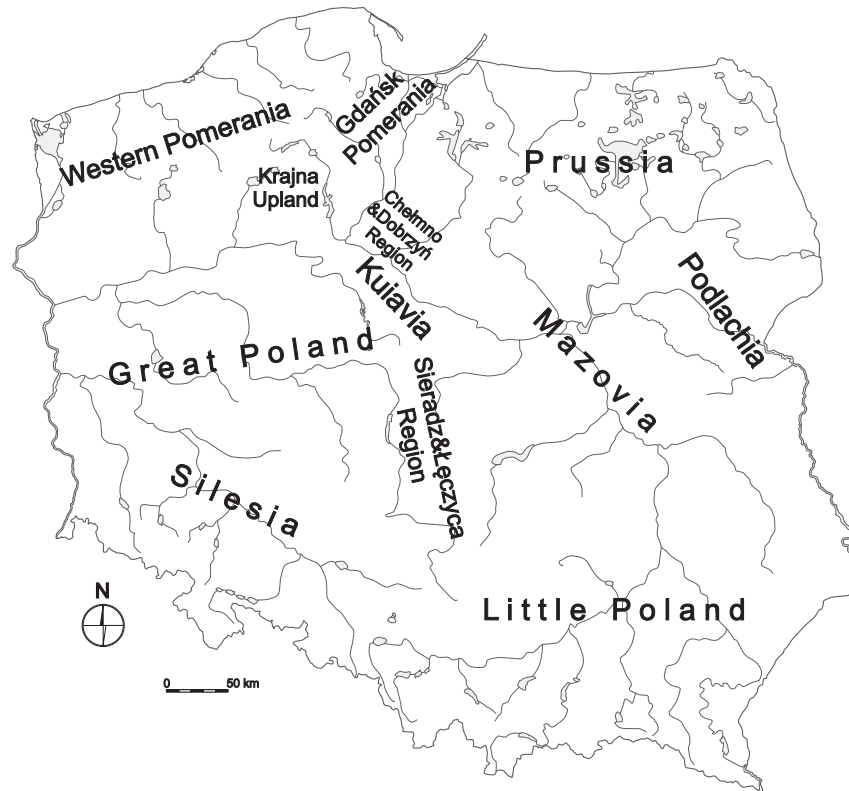 Gdańsk
Pomerania
Western Pomerania
Prussia
Krajna
Upland
Chełmno
&Dobrzyń
Region
Kuiavia
Podlachia
Mazovia
Great Poland
Sieradz&Łęczyca
Region
Silesia
N
Little Poland
0 50 km